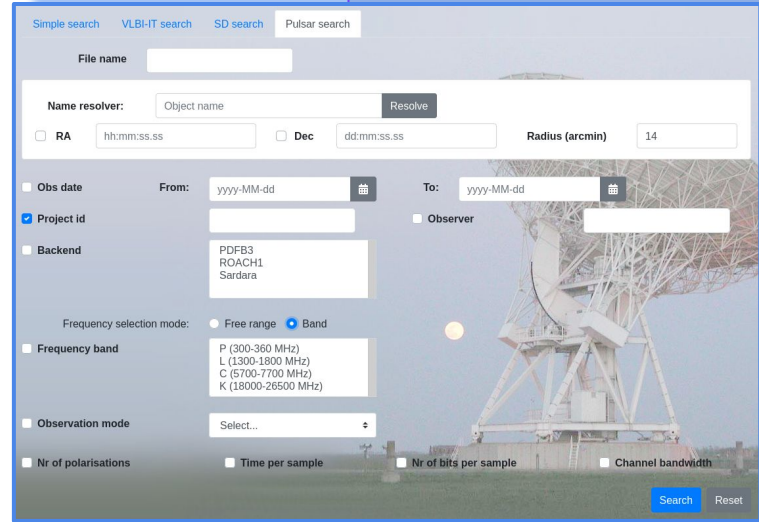 Simple search VLBI-IT search SD search Pulsar search
File name
Name resolver: Object name Resolve
RA hh:mm:ss.ss Dec dd:mm:ss.ss Radius (arcmin) 14
Obs date From: yyyy-MM-dd To: yyyy-MM-dd
Project id Observer
Backend PDFB3
ROACH1
Sardara
Frequency selection mode: Free range Band
Frequency band P (300-360 MHz)
L (1300-1800 MHz)
C (5700-7700 MHz)
K (18000-26500 MHz)
Observation mode Select...
Nr of polarisations Time per sample Nr of bits per sample Channel bandwidth
Search Reset